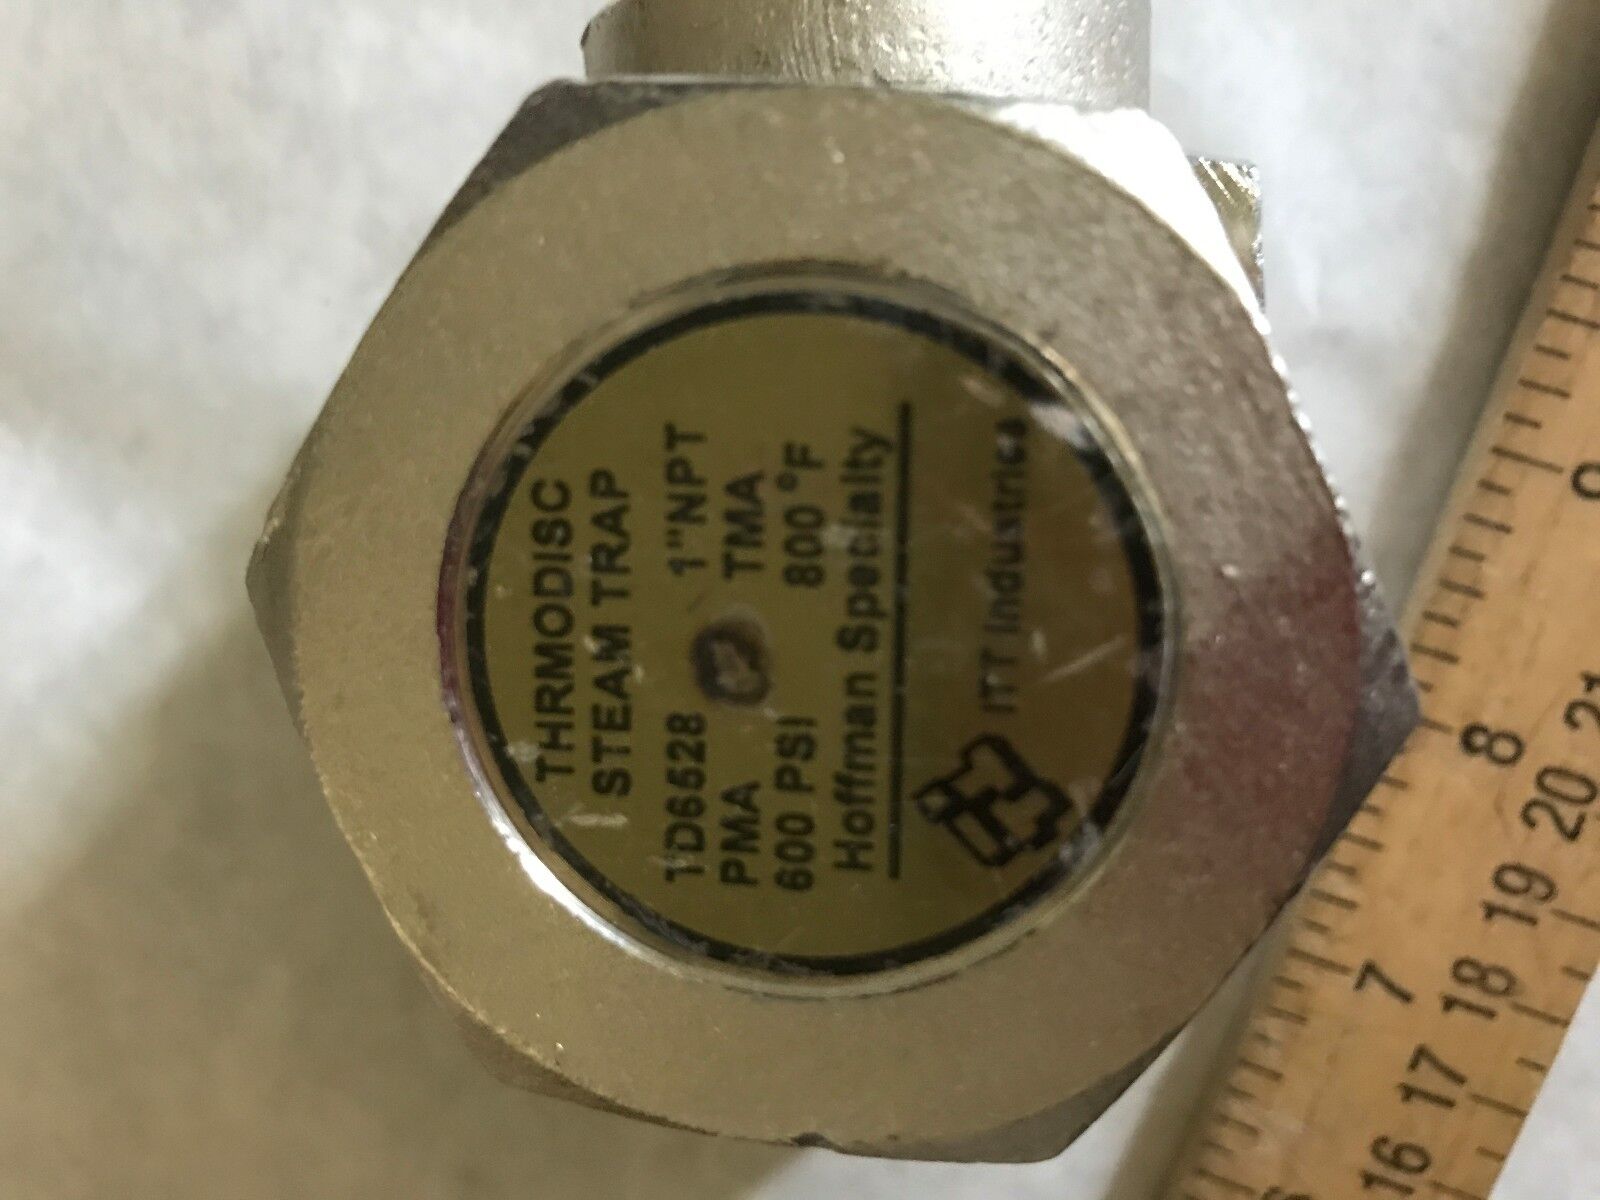 THRMODISC
STEAM TRAP
TD6528 1"NPT
PMA TMA
600 PSI 800°F
Hoffman Specialty
ITT Industries
9
8
7
21
20
19
18
17
16